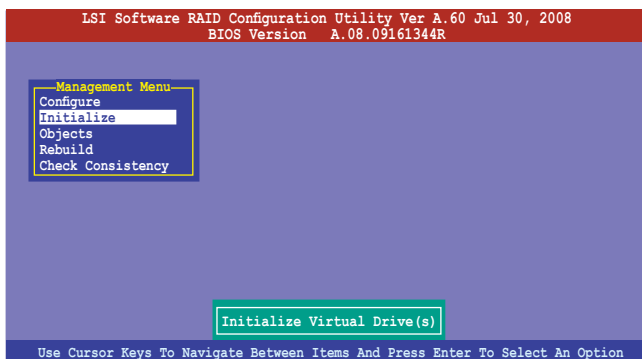 LSI Software RAID Configuration Utility Ver A.60 Jul 30, 2008
BIOS Version A.08.09161344R
Management Menu
Configure
Initialize
Objects
Rebuild
Check Consistency
Initialize Virtual Drive(s)
Use Cursor Keys To Navigate Between Items And Press Enter To Select An Option